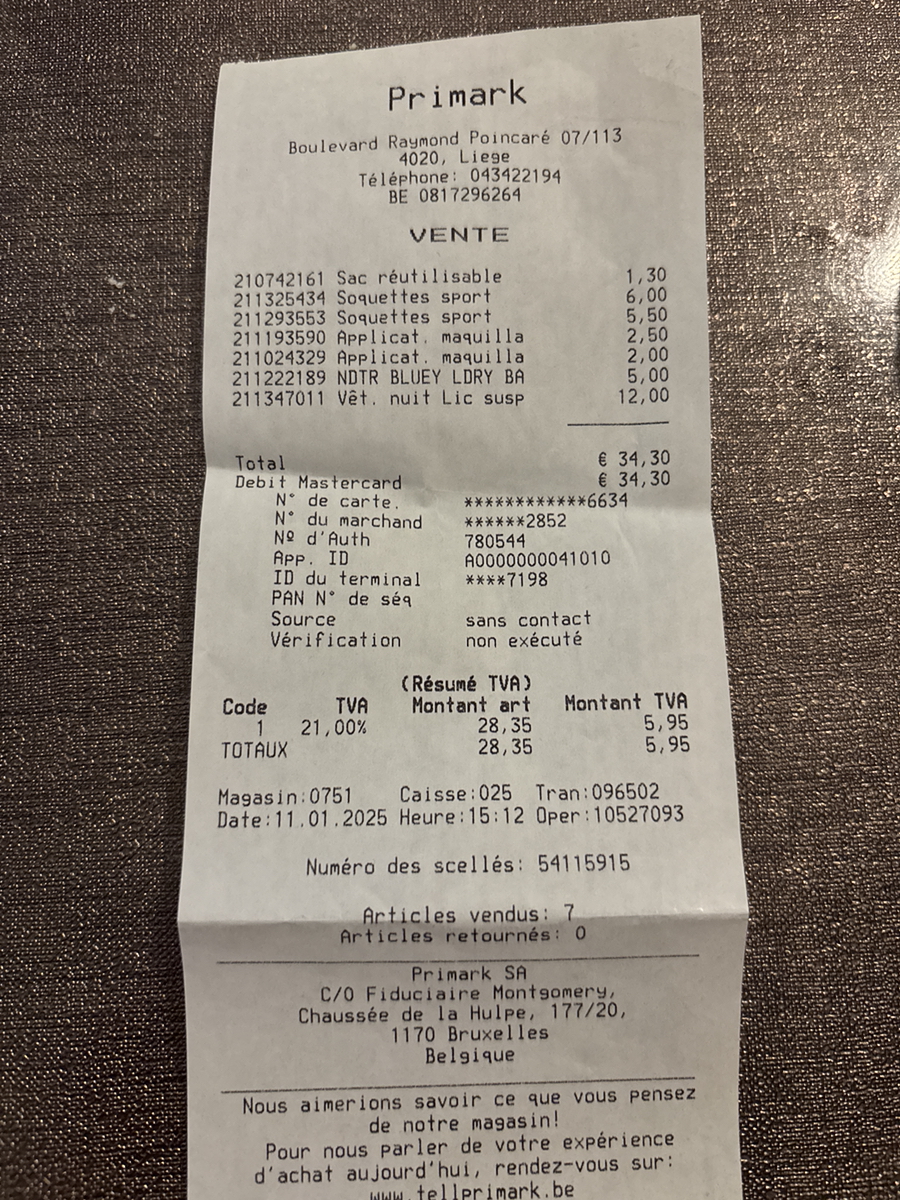 Primark
Boulevard Raymond Poincaré 07/113
4020, Liege
Téléphone: 043422194
BE 0817296264
VENTE
210742161 Sac réutilisable 1,30
211325434 Soquettes sport 6,00
211293553 Soquettes sport 5,50
211193590 Applicat. maquilla 2,50
211024329 Applicat. maquilla 2,00
211222189 NDTR BLUEY LDRY BA 5,00
211347011 Vêt. nuit Lic susp 12,00
Total € 34,30
Debit Mastercard € 34,30
N° de carte. ************6634
N° du marchand ******2852
Nº d'Auth 780544
App. ID A0000000041010
ID du terminal ****7198
PAN N° de séq
Source sans contact
Vérification non exécuté
(Résumé TVA)
Code TVA Montant art Montant TVA
1 21,00% 28,35 5,95
TOTAUX 28,35 5,95
Magasin:0751 Caisse:025 Tran:096502
Date:11.01.2025 Heure:15:12 Oper:10527093
Numéro des scellés: 54115915
Articles vendus: 7
Articles retournés: 0
Primark SA
C/O Fiduciaire Montgomery,
Chaussée de la Hulpe, 177/20,
1170 Bruxelles
Belgique
Nous aimerions savoir ce que vous pensez
de notre magasin!
Pour nous parler de votre expérience
d'achat aujourd'hui, rendez-vous sur:
www.tellprimark.be